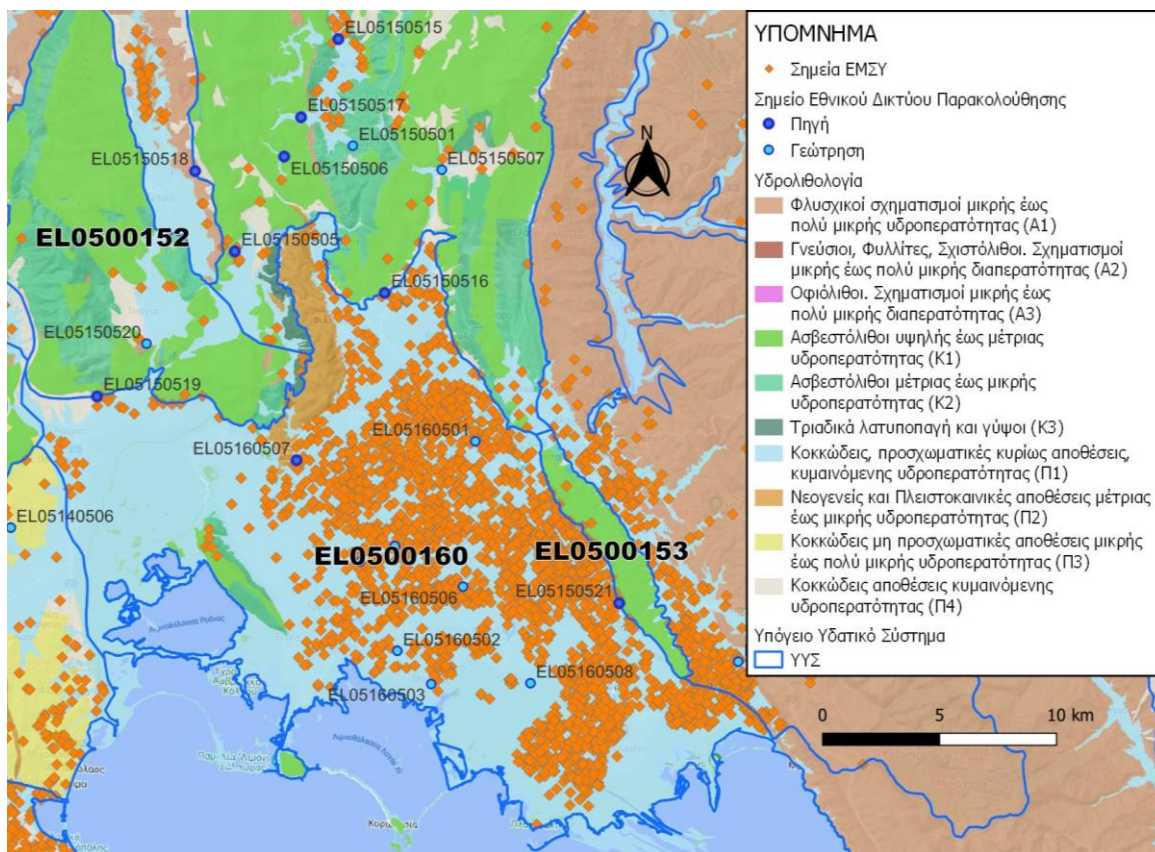 EL05150515
EL05150517
EL05150501
EL05150518
EL05150506
EL05150507
EL0500152
EL05150505
EL05150516
EL05150520
EL05150519
EL05160501
EL05160507
EL05140506
EL0500160
EL0500153
EL05160506
EL05150521
EL05160502
EL05160508
EL05160503
N
0
5
10 km
ΥΠΟΜΝΗΜΑ
Σημεία ΕΜΣΥ
Σημείο Εθνικού Δικτύου Παρακολούθησης
Πηγή
Γεώτρηση
Υδρολιθολογία
Φλυσχικοί σχηματισμοί μικρής έως
πολύ μικρής υδροπερατότητας (Α1)
Γνεύσιοι, Φυλλίτες, Σχιστόλιθοι. Σχηματισμοί
μικρής έως πολύ μικρής διαπερατότητας (Α2)
Οφιόλιθοι. Σχηματισμοί μικρής έως
πολύ μικρής διαπερατότητας (Α3)
Ασβεστόλιθοι υψηλής έως μέτριας
υδροπερατότητας (Κ1)
Ασβεστόλιθοι μέτριας έως μικρής
υδροπερατότητας (Κ2)
Τριαδικά λατυποπαγή και γύψοι (Κ3)
Κοκκώδεις, προσχωματικές κυρίως αποθέσεις,
κυμαινόμενης υδροπερατότητας (Π1)
Νεογενείς και Πλειστοκαινικές αποθέσεις μέτριας
έως μικρής υδροπερατότητας (Π2)
Κοκκώδεις μη προσχωματικές αποθέσεις μικρής
έως πολύ μικρής υδροπερατότητας (Π3)
Κοκκώδεις αποθέσεις κυμαινόμενης
υδροπερατότητας (Π4)
Υπόγειο Υδατικό Σύστημα
ΥΥΣ